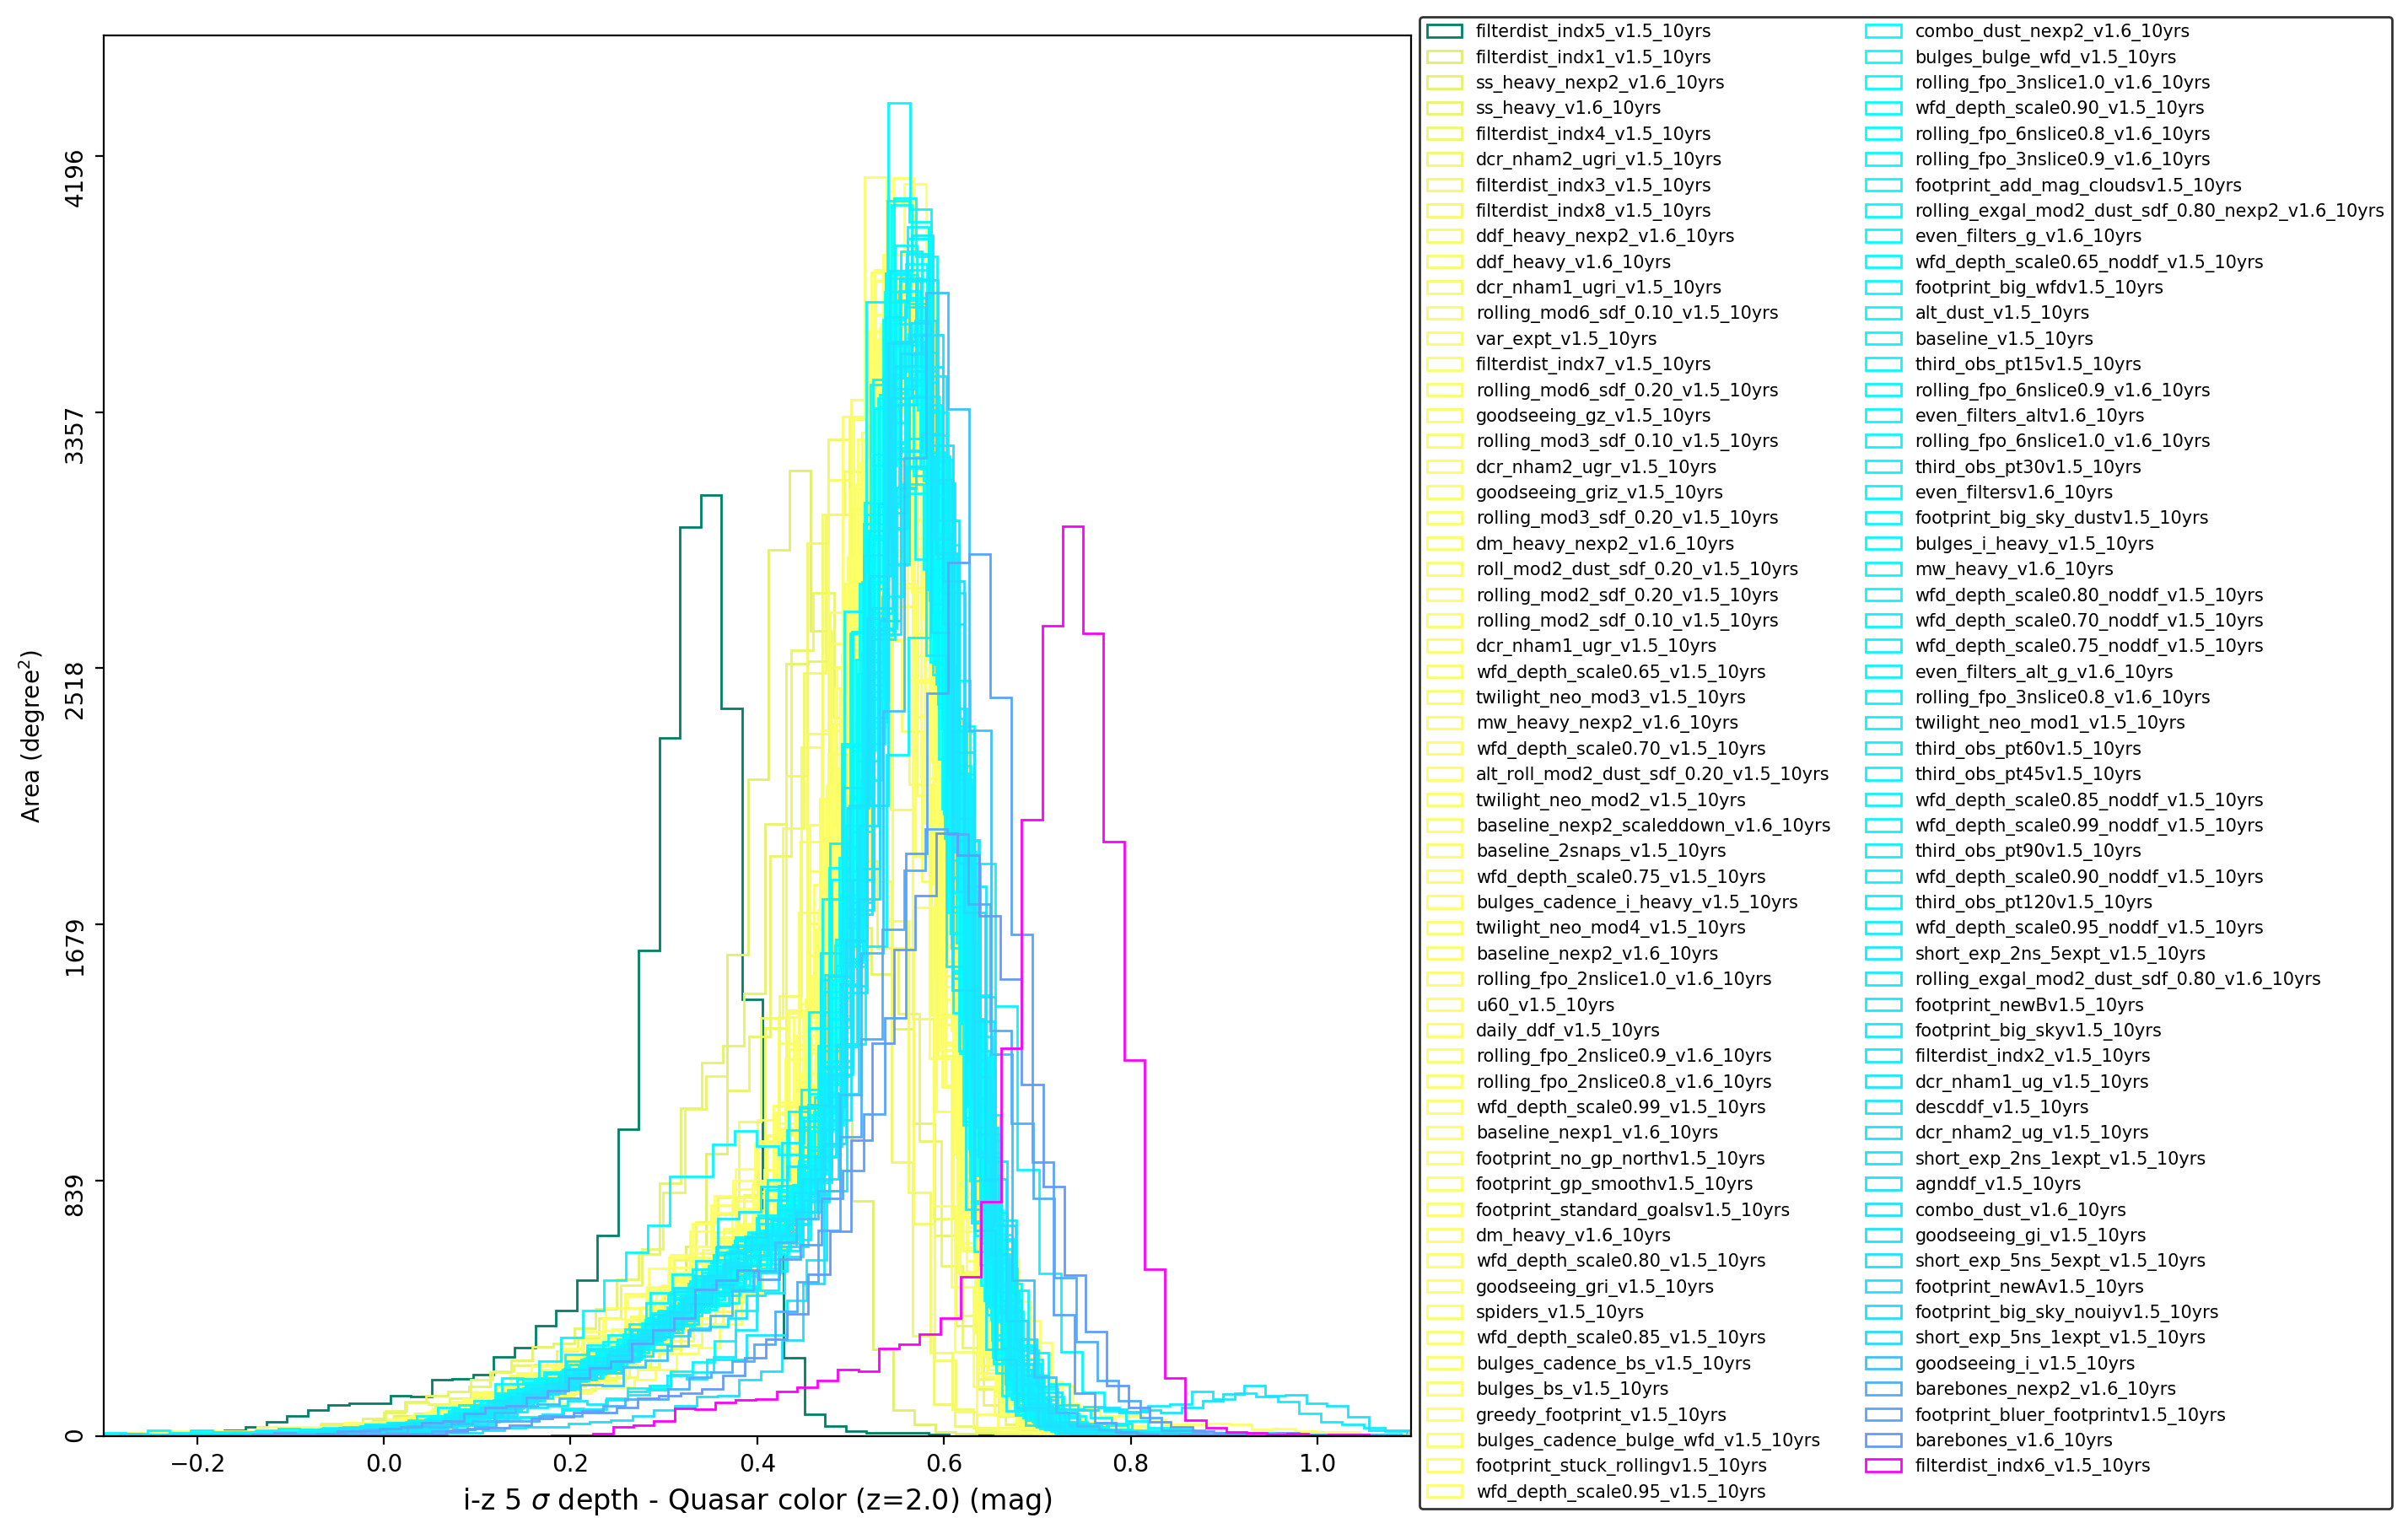 4196
3357
2518
1679
839
0
Area (degree²)
−0.2 0.0 0.2 0.4 0.6 0.8 1.0
i-z 5 σ depth - Quasar color (z=2.0) (mag)
filterdist_indx5_v1.5_10yrs
filterdist_indx1_v1.5_10yrs
ss_heavy_nexp2_v1.6_10yrs
ss_heavy_v1.6_10yrs
filterdist_indx4_v1.5_10yrs
dcr_nham2_ugri_v1.5_10yrs
filterdist_indx3_v1.5_10yrs
filterdist_indx8_v1.5_10yrs
ddf_heavy_nexp2_v1.6_10yrs
ddf_heavy_v1.6_10yrs
dcr_nham1_ugri_v1.5_10yrs
rolling_mod6_sdf_0.10_v1.5_10yrs
var_expt_v1.5_10yrs
filterdist_indx7_v1.5_10yrs
rolling_mod6_sdf_0.20_v1.5_10yrs
goodseeing_gz_v1.5_10yrs
rolling_mod3_sdf_0.10_v1.5_10yrs
dcr_nham2_ugr_v1.5_10yrs
goodseeing_griz_v1.5_10yrs
rolling_mod3_sdf_0.20_v1.5_10yrs
dm_heavy_nexp2_v1.6_10yrs
roll_mod2_dust_sdf_0.20_v1.5_10yrs
rolling_mod2_sdf_0.20_v1.5_10yrs
rolling_mod2_sdf_0.10_v1.5_10yrs
dcr_nham1_ugr_v1.5_10yrs
wfd_depth_scale0.65_v1.5_10yrs
twilight_neo_mod3_v1.5_10yrs
mw_heavy_nexp2_v1.6_10yrs
wfd_depth_scale0.70_v1.5_10yrs
alt_roll_mod2_dust_sdf_0.20_v1.5_10yrs
twilight_neo_mod2_v1.5_10yrs
baseline_nexp2_scaleddown_v1.6_10yrs
baseline_2snaps_v1.5_10yrs
wfd_depth_scale0.75_v1.5_10yrs
bulges_cadence_i_heavy_v1.5_10yrs
twilight_neo_mod4_v1.5_10yrs
baseline_nexp2_v1.6_10yrs
rolling_fpo_2nslice1.0_v1.6_10yrs
u60_v1.5_10yrs
daily_ddf_v1.5_10yrs
rolling_fpo_2nslice0.9_v1.6_10yrs
rolling_fpo_2nslice0.8_v1.6_10yrs
wfd_depth_scale0.99_v1.5_10yrs
baseline_nexp1_v1.6_10yrs
footprint_no_gp_northv1.5_10yrs
footprint_gp_smoothv1.5_10yrs
footprint_standard_goalsv1.5_10yrs
dm_heavy_v1.6_10yrs
wfd_depth_scale0.80_v1.5_10yrs
goodseeing_gri_v1.5_10yrs
spiders_v1.5_10yrs
wfd_depth_scale0.85_v1.5_10yrs
bulges_cadence_bs_v1.5_10yrs
bulges_bs_v1.5_10yrs
greedy_footprint_v1.5_10yrs
bulges_cadence_bulge_wfd_v1.5_10yrs
footprint_stuck_rollingv1.5_10yrs
wfd_depth_scale0.95_v1.5_10yrs
combo_dust_nexp2_v1.6_10yrs
bulges_bulge_wfd_v1.5_10yrs
rolling_fpo_3nslice1.0_v1.6_10yrs
wfd_depth_scale0.90_v1.5_10yrs
rolling_fpo_6nslice0.8_v1.6_10yrs
rolling_fpo_3nslice0.9_v1.6_10yrs
footprint_add_mag_cloudsv1.5_10yrs
rolling_exgal_mod2_dust_sdf_0.80_nexp2_v1.6_10yrs
even_filters_g_v1.6_10yrs
wfd_depth_scale0.65_noddf_v1.5_10yrs
footprint_big_wfdv1.5_10yrs
alt_dust_v1.5_10yrs
baseline_v1.5_10yrs
third_obs_pt15v1.5_10yrs
rolling_fpo_6nslice0.9_v1.6_10yrs
even_filters_altv1.6_10yrs
rolling_fpo_6nslice1.0_v1.6_10yrs
third_obs_pt30v1.5_10yrs
even_filtersv1.6_10yrs
footprint_big_sky_dustv1.5_10yrs
bulges_i_heavy_v1.5_10yrs
mw_heavy_v1.6_10yrs
wfd_depth_scale0.80_noddf_v1.5_10yrs
wfd_depth_scale0.70_noddf_v1.5_10yrs
wfd_depth_scale0.75_noddf_v1.5_10yrs
even_filters_alt_g_v1.6_10yrs
rolling_fpo_3nslice0.8_v1.6_10yrs
twilight_neo_mod1_v1.5_10yrs
third_obs_pt60v1.5_10yrs
third_obs_pt45v1.5_10yrs
wfd_depth_scale0.85_noddf_v1.5_10yrs
wfd_depth_scale0.99_noddf_v1.5_10yrs
third_obs_pt90v1.5_10yrs
wfd_depth_scale0.90_noddf_v1.5_10yrs
third_obs_pt120v1.5_10yrs
wfd_depth_scale0.95_noddf_v1.5_10yrs
short_exp_2ns_5expt_v1.5_10yrs
rolling_exgal_mod2_dust_sdf_0.80_v1.6_10yrs
footprint_newBv1.5_10yrs
footprint_big_skyv1.5_10yrs
filterdist_indx2_v1.5_10yrs
dcr_nham1_ug_v1.5_10yrs
descddf_v1.5_10yrs
dcr_nham2_ug_v1.5_10yrs
short_exp_2ns_1expt_v1.5_10yrs
agnddf_v1.5_10yrs
combo_dust_v1.6_10yrs
goodseeing_gi_v1.5_10yrs
short_exp_5ns_5expt_v1.5_10yrs
footprint_newAv1.5_10yrs
footprint_big_sky_nouiyv1.5_10yrs
short_exp_5ns_1expt_v1.5_10yrs
goodseeing_i_v1.5_10yrs
barebones_nexp2_v1.6_10yrs
footprint_bluer_footprintv1.5_10yrs
barebones_v1.6_10yrs
filterdist_indx6_v1.5_10yrs